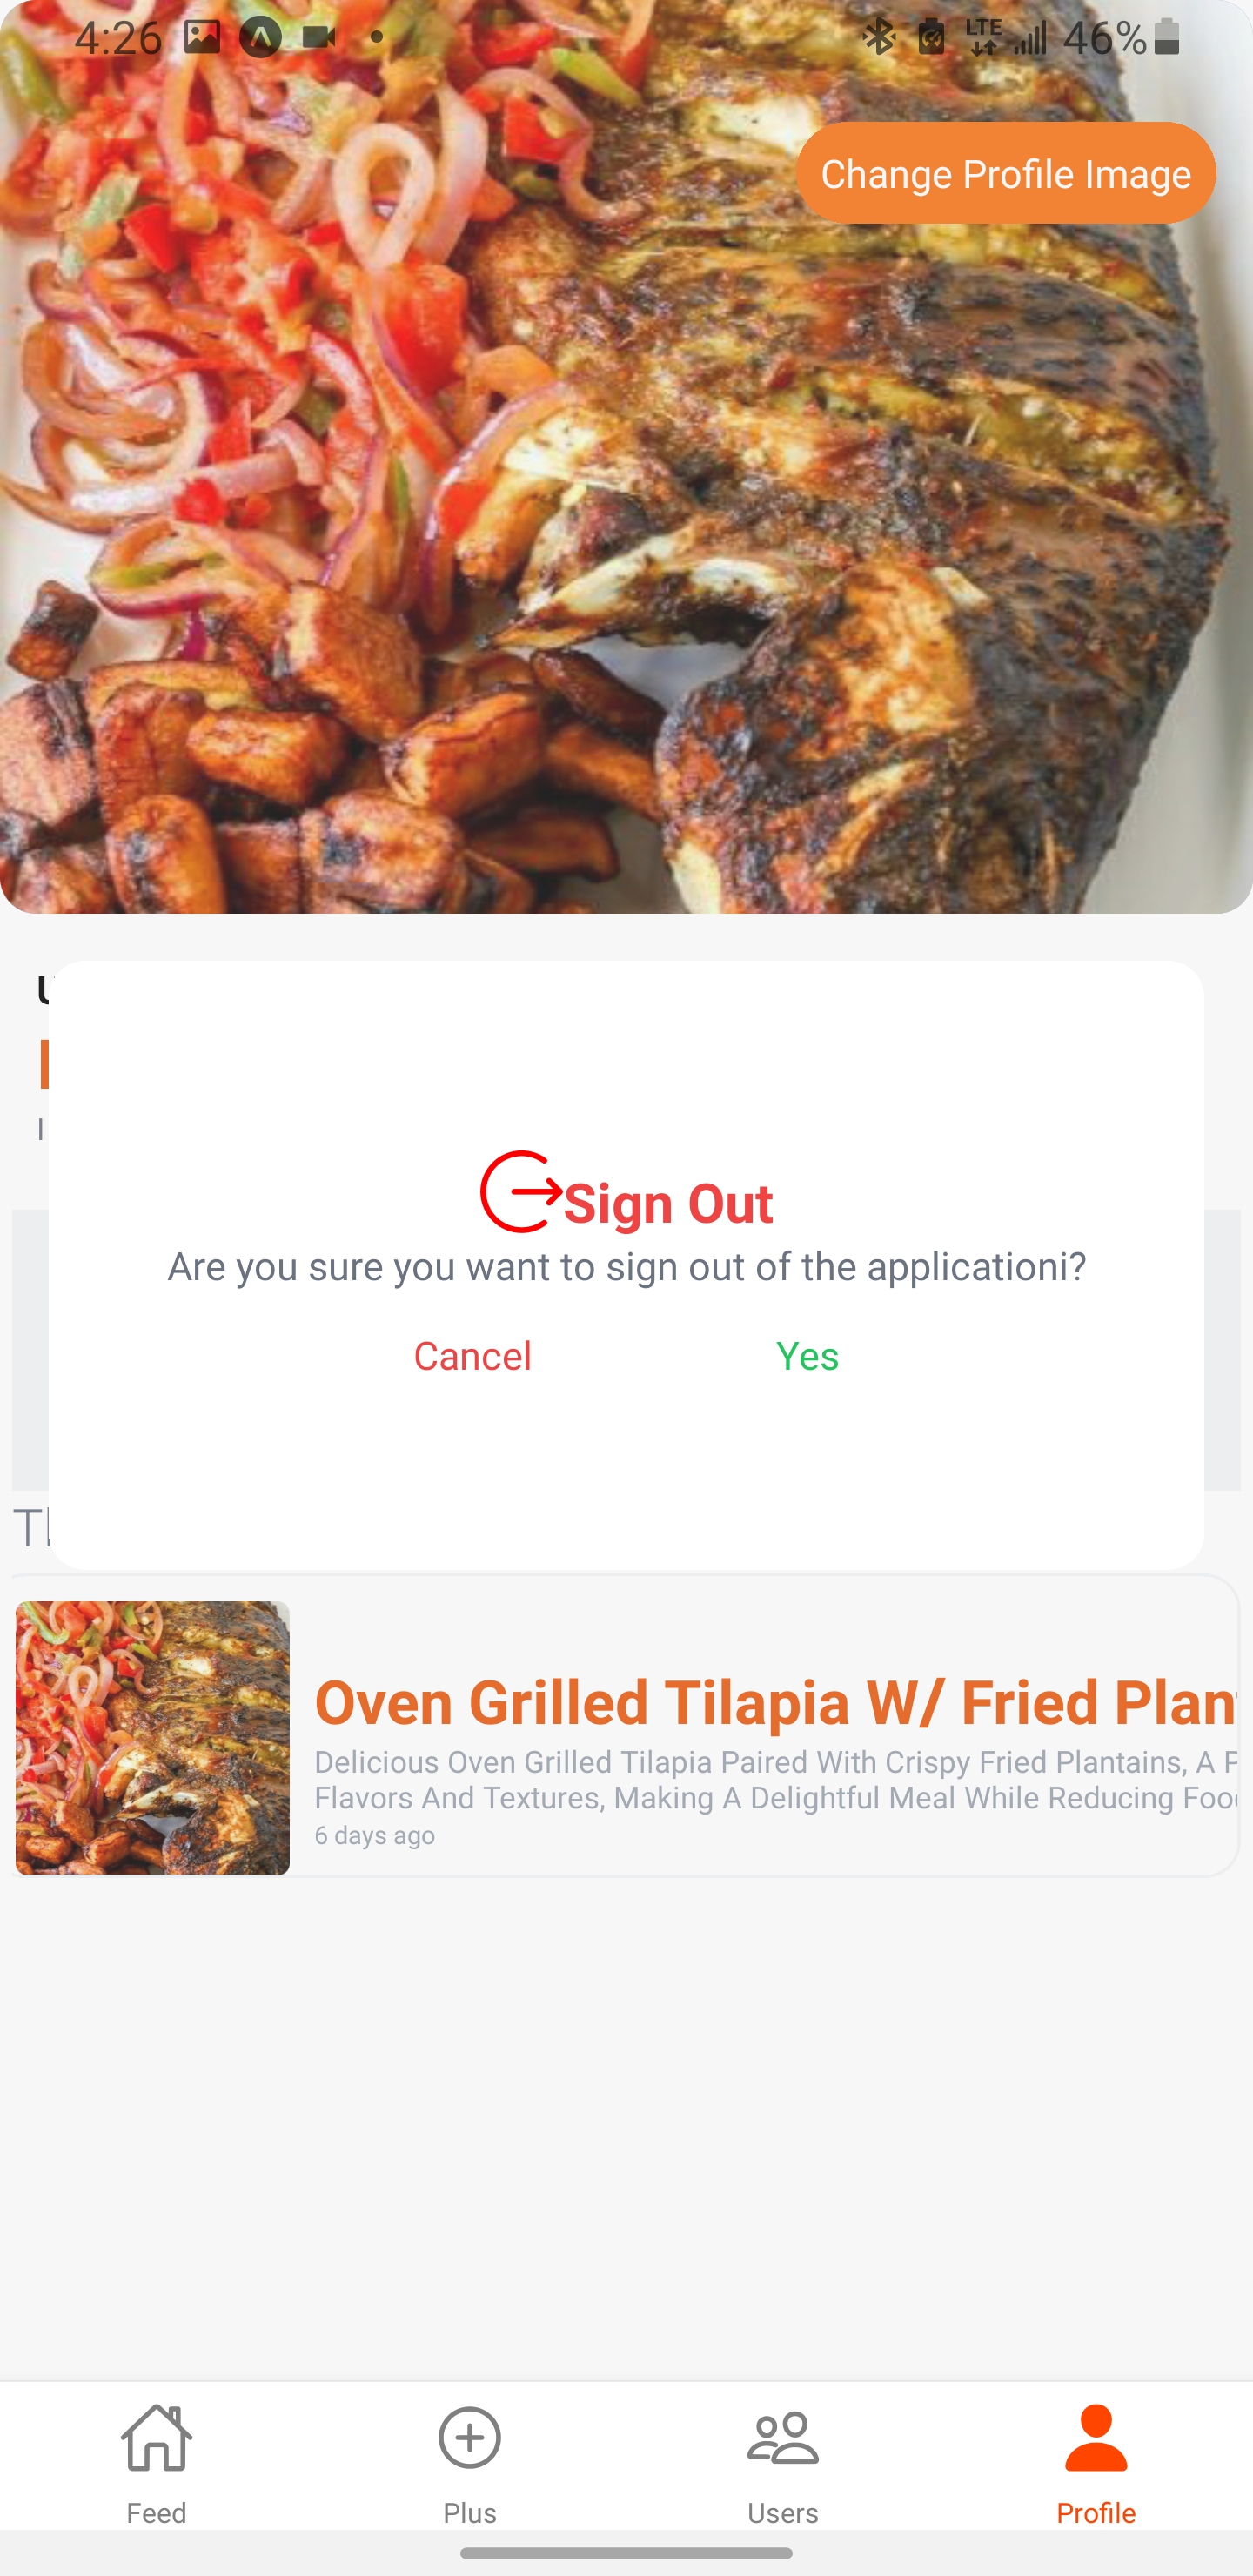 4:26
LTE
46%
Change Profile Image
Sign Out
Are you sure you want to sign out of the applicationi?
Cancel
Yes
Oven Grilled Tilapia W/ Fried
Delicious Oven Grilled Tilapia Paired With Crispy Fried Plantains, A
Flavors And Textures, Making A Delightful Meal While Reducing
6 days ago
Feed
Plus
Users
Profile